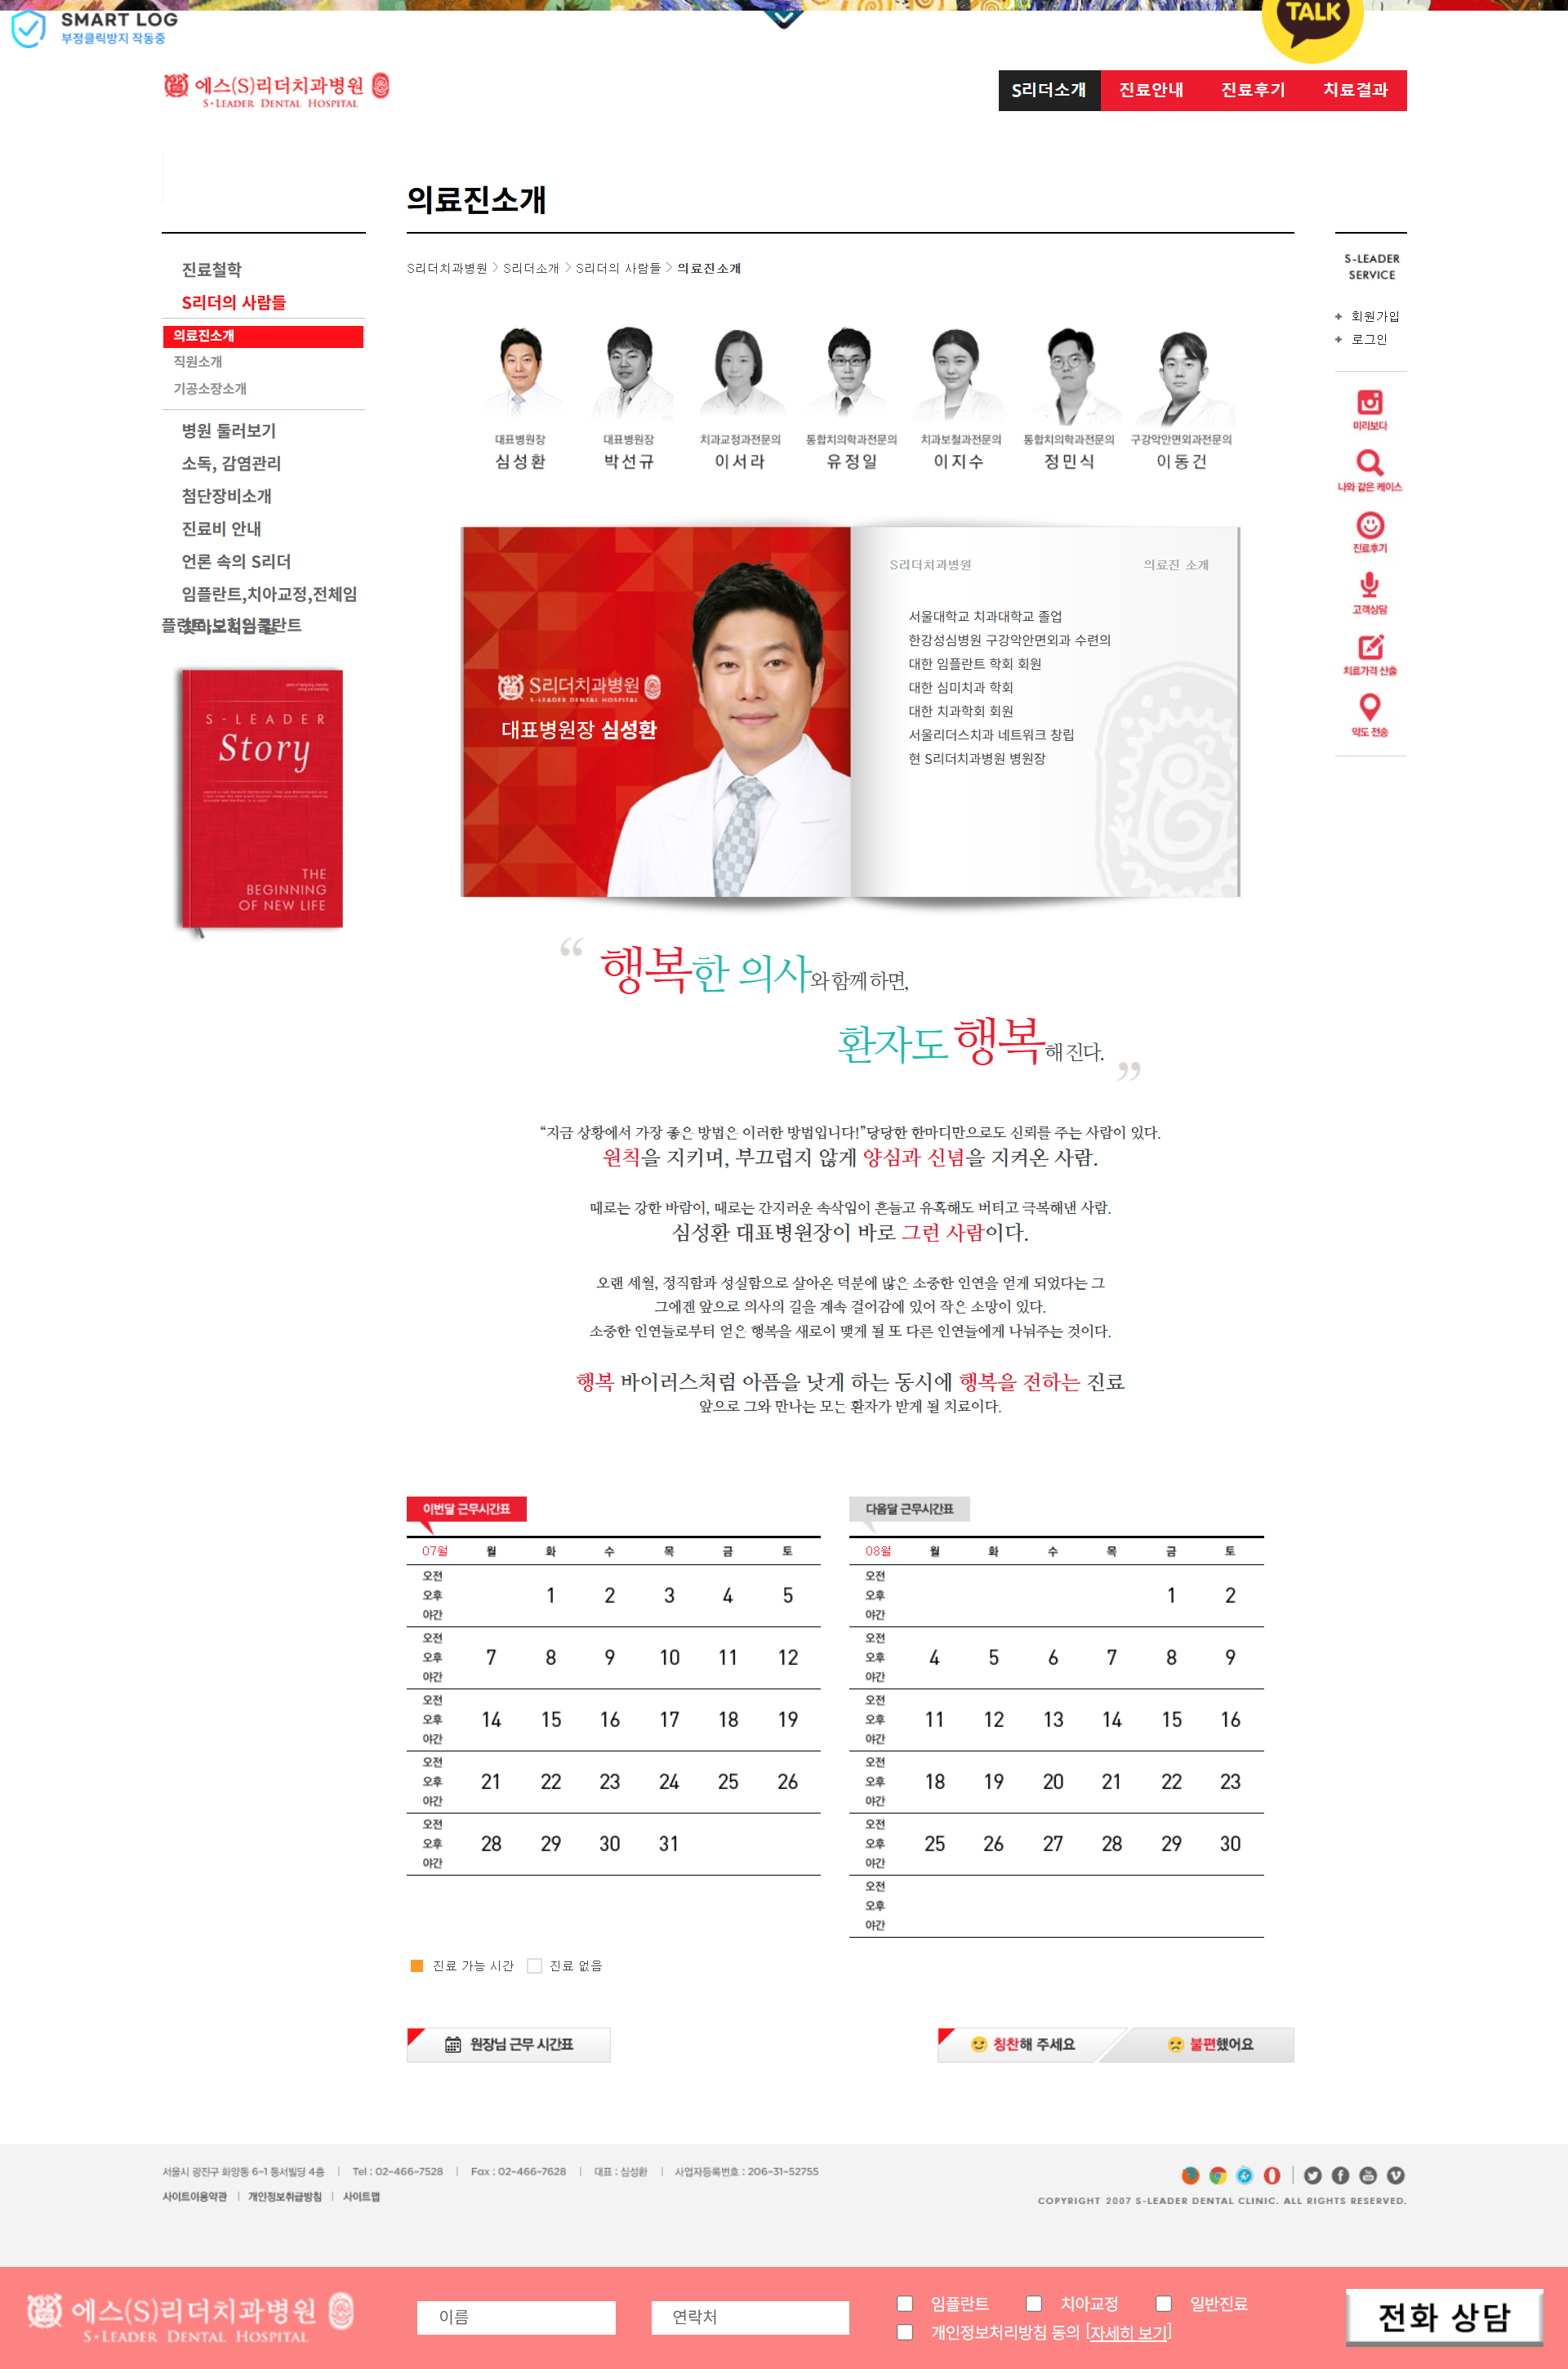 SMART LOG
부정클릭방지 작동중
TALK
에스(S)리더치과병원
S-LEADER DENTAL HOSPITAL
S리더소개 진료안내 진료후기 치료결과
의료진소개
S리더치과병원 > S리더소개 > S리더의 사람들 > 의료진소개
진료철학
S리더의 사람들
의료진소개
직원소개
기공소장소개
병원 둘러보기
소독, 감염관리
첨단장비소개
진료비 안내
언론 속의 S리더
임플란트,치아교정,전체임
플란트,보험임플란트
찾아오시는 길
S-LEADER
Story
THE
BEGINNING
OF NEW LIFE
S-LEADER
SERVICE
회원가입
로그인
미리보다
나와 같은 케이스
진료후기
고객상담
치료가격 산출
약도 전송
대표병원장 대표병원장 치과교정과전문의 통합치의학과전문의 치과보철과전문의 통합치의학과전문의 구강악안면외과전문의
심성환 박선규 이서라 유정일 이지수 정민식 이동건
S리더치과병원
S-LEADER DENTAL HOSPITAL
대표병원장 심성환
S리더치과병원 의료진 소개
서울대학교 치과대학교 졸업
한강성심병원 구강악안면외과 수련의
대한 임플란트 학회 회원
대한 심미치과 학회
대한 치과학회 회원
서울리더스치과 네트워크 창립
현 S리더치과병원 병원장
“ 행복한 의사와 함께 하면,
환자도 행복해 진다. ”
“지금 상황에서 가장 좋은 방법은 이러한 방법입니다!”당당한 한마디만으로도 신뢰를 주는 사람이 있다.
원칙을 지키며, 부끄럽지 않게 양심과 신념을 지켜온 사람.
때로는 강한 바람이, 때로는 간지러운 속삭임이 흔들고 유혹해도 버티고 극복해낸 사람.
심성환 대표병원장이 바로 그런 사람이다.
오랜 세월, 정직함과 성실함으로 살아온 덕분에 많은 소중한 인연을 얻게 되었다는 그
그에겐 앞으로 의사의 길을 계속 걸어감에 있어 작은 소망이 있다.
소중한 인연들로부터 얻은 행복을 새로이 맺게 될 또 다른 인연들에게 나눠주는 것이다.
행복 바이러스처럼 아픔을 낫게 하는 동시에 행복을 전하는 진료
앞으로 그와 만나는 모든 환자가 받게 될 치료이다.
이번달 근무시간표
07월 월 화 수 목 금 토
오전
오후 1 2 3 4 5
야간
오전
오후 7 8 9 10 11 12
야간
오전
오후 14 15 16 17 18 19
야간
오전
오후 21 22 23 24 25 26
야간
오전
오후 28 29 30 31
야간
다음달 근무시간표
08월 월 화 수 목 금 토
오전
오후 1 2
야간
오전
오후 4 5 6 7 8 9
야간
오전
오후 11 12 13 14 15 16
야간
오전
오후 18 19 20 21 22 23
야간
오전
오후 25 26 27 28 29 30
야간
오전
오후
야간
진료 가능 시간 진료 없음
원장님 근무 시간표
칭찬해 주세요 불편했어요
서울시 광진구 화양동 6-1 통서빌딩 4층 | Tel : 02-466-7528 | Fax : 02-466-7628 | 대표 : 심성환 | 사업자등록번호 : 206-31-52755
사이트이용약관 | 개인정보취급방침 | 사이트맵
COPYRIGHT 2007 S-LEADER DENTAL CLINIC. ALL RIGHTS RESERVED.
에스(S)리더치과병원
S-LEADER DENTAL HOSPITAL
이름
연락처
임플란트 치아교정 일반진료
개인정보처리방침 동의 [자세히 보기]
전화 상담